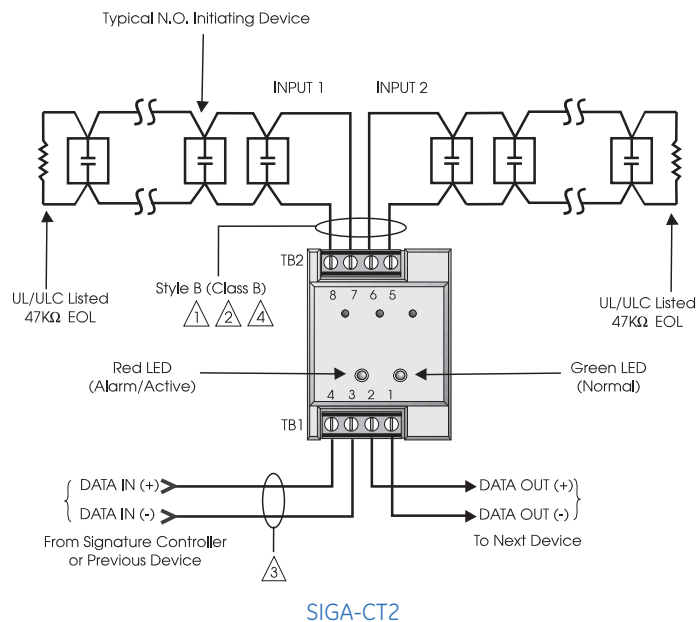 Typical N.O. Initiating Device
INPUT 1
INPUT 2
TB2
8 7 6 5
Style B (Class B)
1 2 4
UL/ULC Listed
47KΩ EOL
UL/ULC Listed
47KΩ EOL
Red LED
(Alarm/Active)
Green LED
(Normal)
4 3 2 1
TB1
DATA IN (+)
DATA IN (-)
From Signature Controller
or Previous Device
3
DATA OUT (+)
DATA OUT (-)
To Next Device
SIGA-CT2